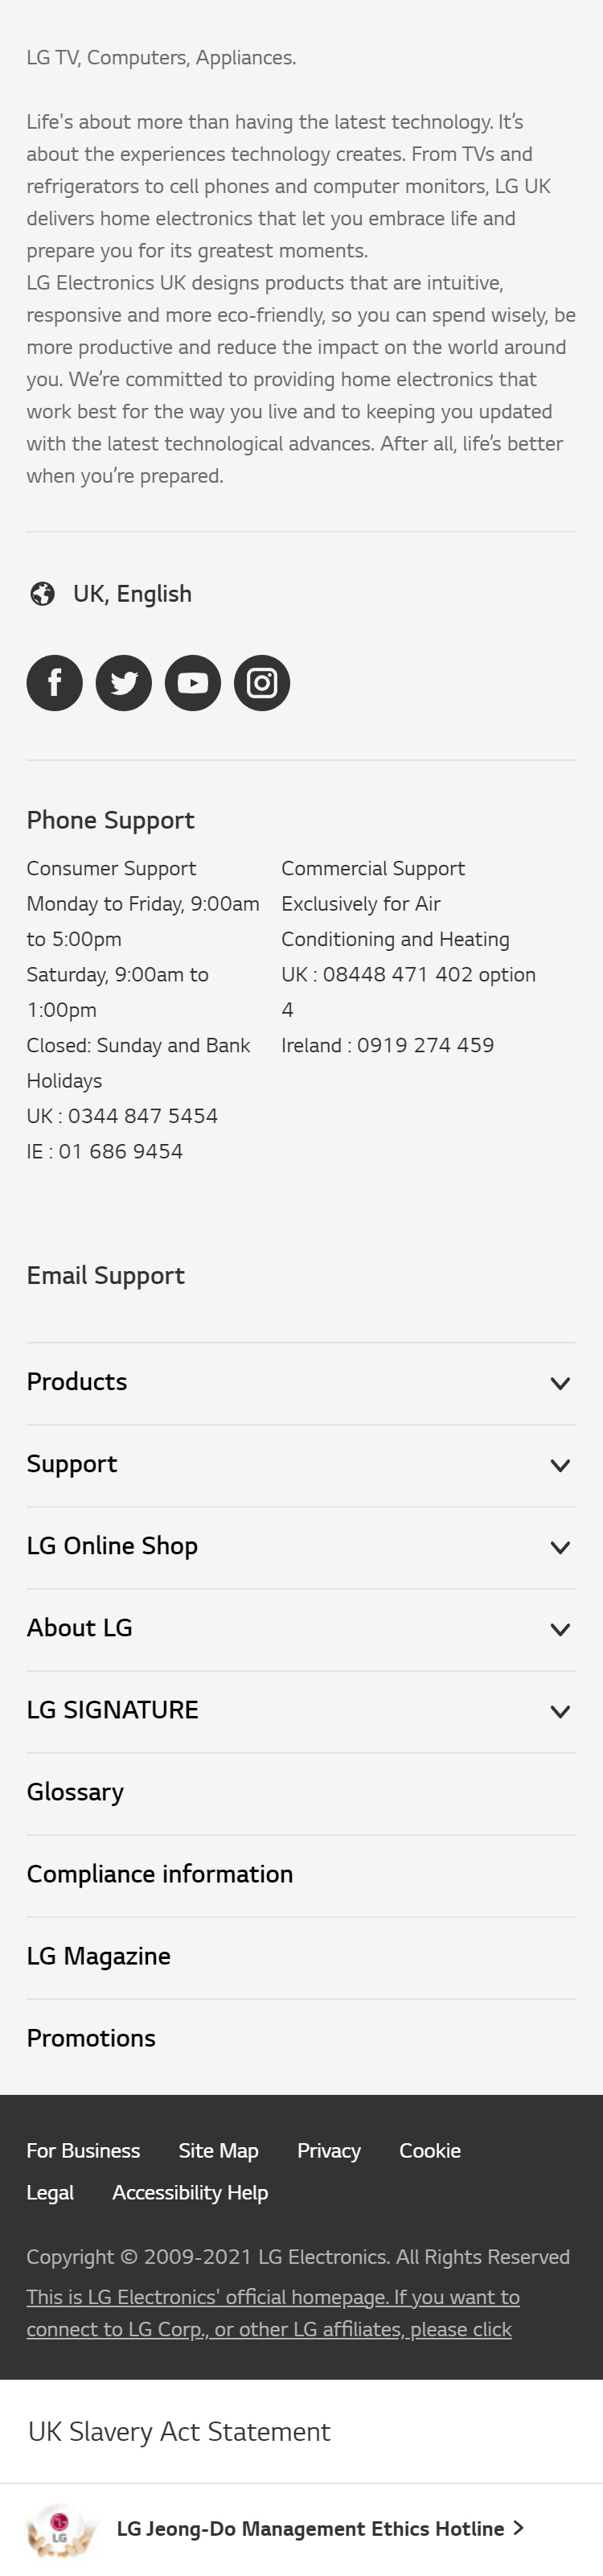 LG TV, Computers, Appliances.
Life's about more than having the latest technology. It’s
about the experiences technology creates. From TVs and
refrigerators to cell phones and computer monitors, LG UK
delivers home electronics that let you embrace life and
prepare you for its greatest moments.
LG Electronics UK designs products that are intuitive,
responsive and more eco-friendly, so you can spend wisely, be
more productive and reduce the impact on the world around
you. We’re committed to providing home electronics that
work best for the way you live and to keeping you updated
with the latest technological advances. After all, life’s better
when you’re prepared.
UK, English
Phone Support
Consumer Support
Monday to Friday, 9:00am
to 5:00pm
Saturday, 9:00am to
1:00pm
Closed: Sunday and Bank
Holidays
UK : 0344 847 5454
IE : 01 686 9454
Commercial Support
Exclusively for Air
Conditioning and Heating
UK : 08448 471 402 option
4
Ireland : 0919 274 459
Email Support
Products
Support
LG Online Shop
About LG
LG SIGNATURE
Glossary
Compliance information
LG Magazine
Promotions
For Business Site Map Privacy Cookie
Legal Accessibility Help
Copyright © 2009-2021 LG Electronics. All Rights Reserved
This is LG Electronics' official homepage. If you want to
connect to LG Corp., or other LG affiliates, please click
UK Slavery Act Statement
LG
LG Jeong-Do Management Ethics Hotline